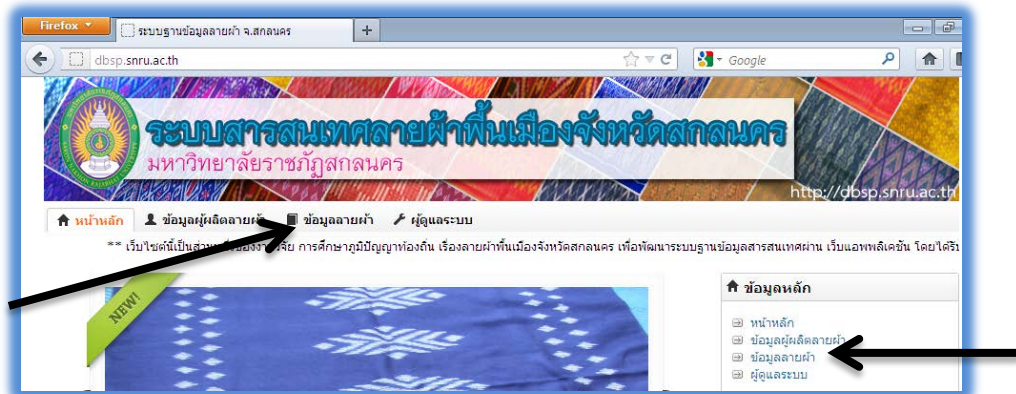 Firefox
ระบบฐานข้อมูลลายผ้า จ.สกลนคร
dbsp.snru.ac.th
Google
ระบบสารสนเทศลายผ้าพื้นเมืองจังหวัดสกลนคร
มหาวิทยาลัยราชภัฏสกลนคร
http://dbsp.snru.ac.th
หน้าหลัก ข้อมูลผู้ผลิตลายผ้า ข้อมูลลายผ้า ผู้ดูแลระบบ
** เว็บไซต์นี้เป็นส่วนหนึ่งของงานวิจัย การศึกษาภูมิปัญญาท้องถิ่น เรื่องลายผ้าพื้นเมืองจังหวัดสกลนคร เพื่อพัฒนาระบบฐานข้อมูลสารสนเทศผ่าน เว็บแอพพลิเคชัน โดยได้รับ
NEW!
ข้อมูลหลัก
หน้าหลัก
ข้อมูลผู้ผลิตลายผ้า
ข้อมูลลายผ้า
ผู้ดูแลระบบ